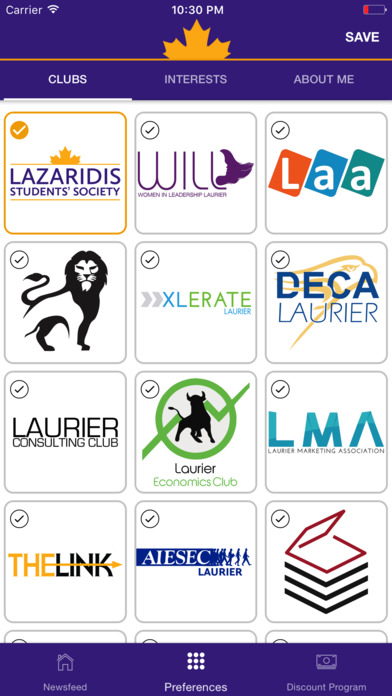 Carrier 10:30 PM
SAVE
CLUBS INTERESTS ABOUT ME
LAZARIDIS
STUDENTS' SOCIETY
WILL
WOMEN IN LEADERSHIP LAURIER
Laa
XLERATE
LAURIER
DECA
LAURIER
LAURIER
CONSULTING CLUB
Laurier
Economics Club
LMA
LAURIER MARKETING ASSOCIATION
THELINK
AIESEC
LAURIER
Newsfeed Preferences Discount Program